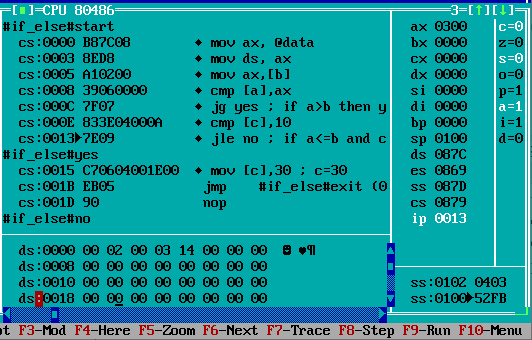 [■]=CPU 80486 3=[↑][↓]
#if_else#start
cs:0000 B87C08 ♦ mov ax, @data
cs:0003 8ED8 ♦ mov ds, ax
cs:0005 A10200 ♦ mov ax,[b]
cs:0008 39060000 ♦ cmp [a],ax
cs:000C 7F07 ♦ jg yes ; if a>b then y
cs:000E 833E04000A ♦ cmp [c],10
cs:0013►7E09 ♦ jle no ; if a<=b and c
#if_else#yes
cs:0015 C70604001E00 ♦ mov [c],30 ; c=30
cs:001B EB05 jmp #if_else#exit (0
cs:001D 90 nop
#if_else#no
ax 0300 c=0
bx 0000 z=0
cx 0000 s=0
dx 0000 o=0
si 0000 p=1
di 0000 a=1
bp 0000 i=1
sp 0100 d=0
ds 087C
es 0869
ss 087D
cs 0879
ip 0013
ds:0000 00 02 00 03 14 00 00 00 ☻ ♥¶
ds:0008 00 00 00 00 00 00 00 00
ds:0010 00 00 00 00 00 00 00 00
ds:0018 00 00 00 00 00 00 00 00
ss:0102 0403
ss:0100►52FB
pt F3-Mod F4-Here F5-Zoom F6-Next F7-Trace F8-Step F9-Run F10-Menu